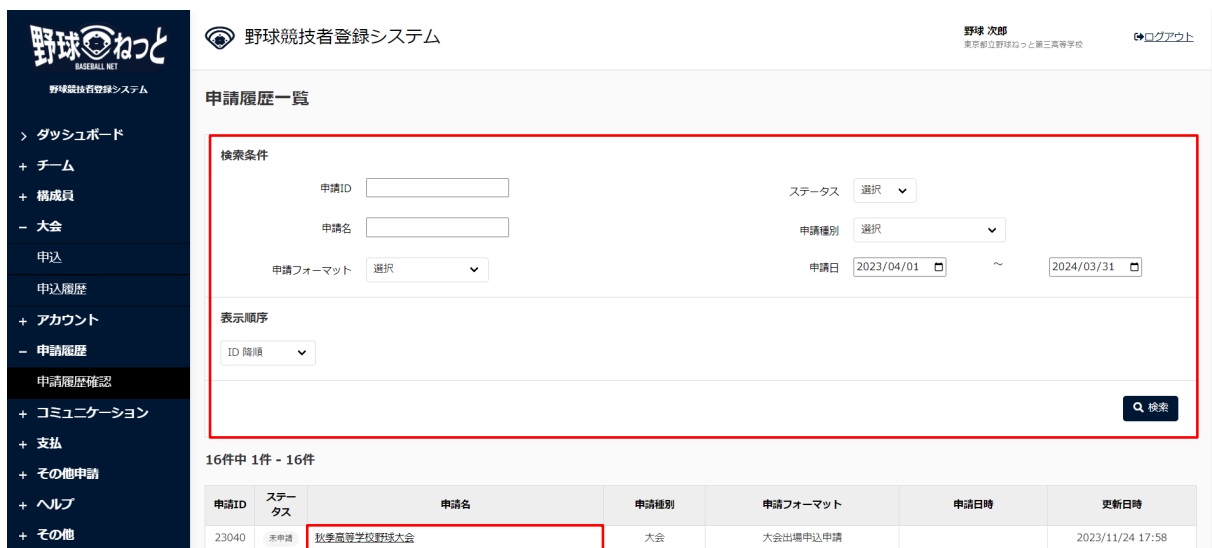 野球ねっと
BASEBALL NET
野球競技者登録システム
> ダッシュボード
+ チーム
+ 構成員
− 大会
申込
申込履歴
+ アカウント
− 申請履歴
申請履歴確認
+ コミュニケーション
+ 支払
+ その他申請
+ ヘルプ
+ その他
野球競技者登録システム
野球 次郎
東京都立野球ねっと第三高等学校
ログアウト
申請履歴一覧
検索条件
申請ID
ステータス 選択
申請名
申請種別 選択
申請フォーマット 選択
申請日 2023/04/01 ～ 2024/03/31
表示順序
ID 降順
検索
16件中 1件 - 16件
申請ID ステータス 申請名 申請種別 申請フォーマット 申請日時 更新日時
23040 未申請 秋季高等学校野球大会 大会 大会出場申込申請 2023/11/24 17:58